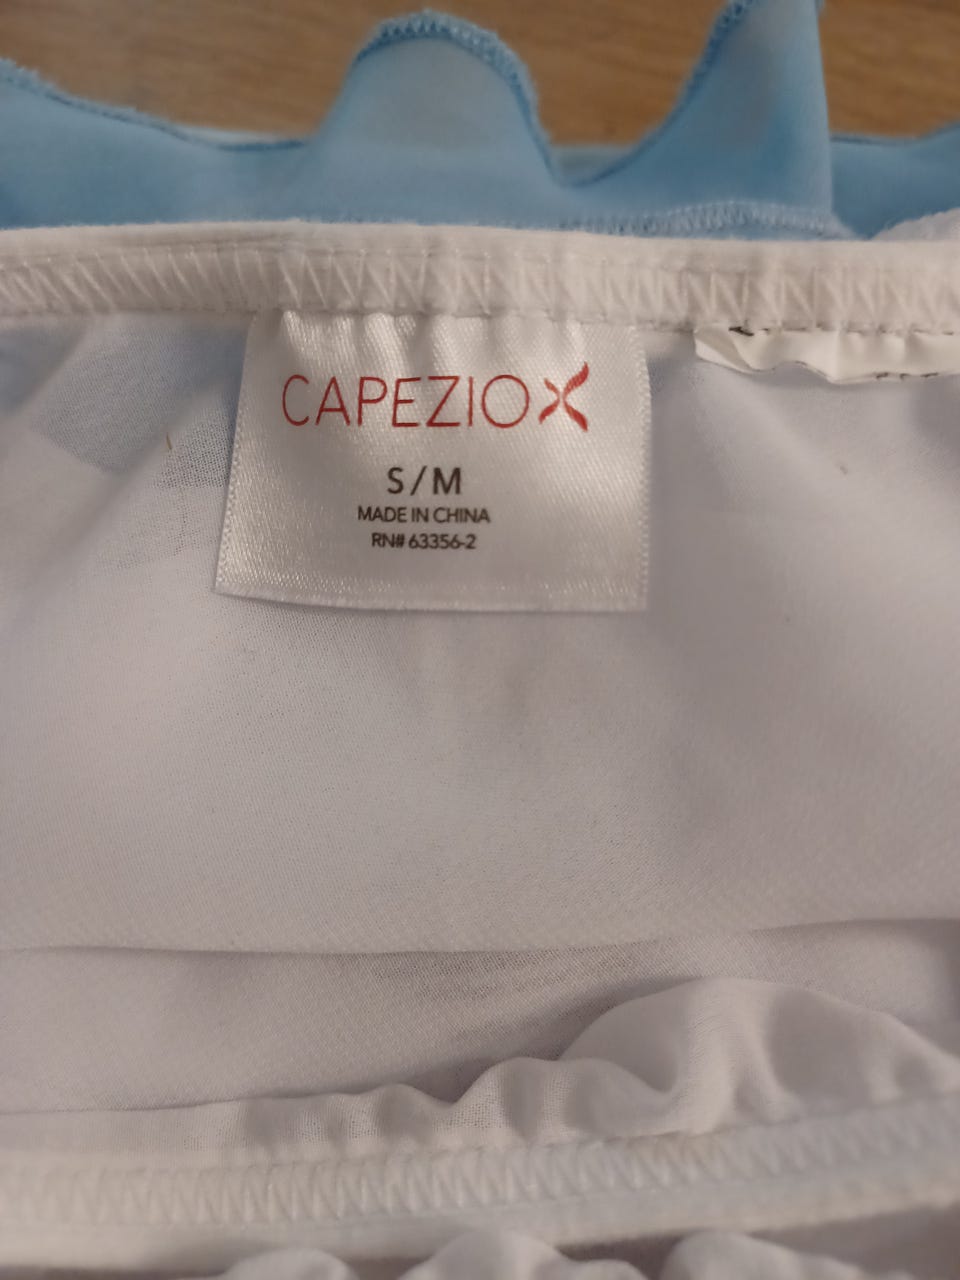 CAPEZIO
S/M
MADE IN CHINA
RN# 63356-2